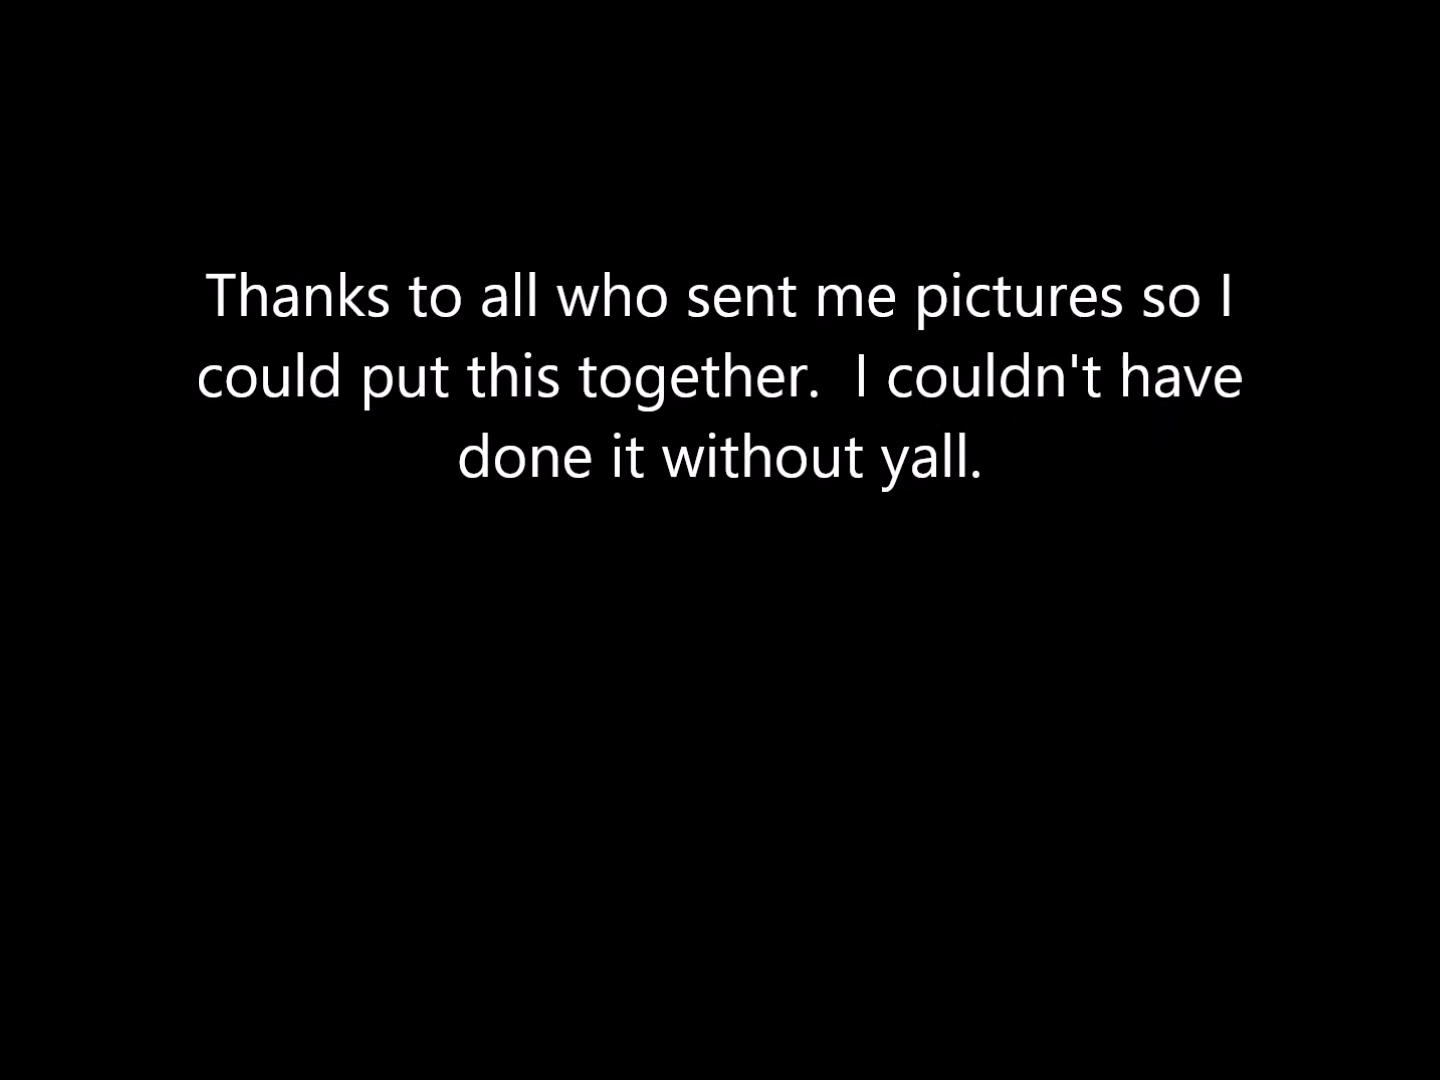 Thanks to all who sent me pictures so I
could put this together.  I couldn't have
done it without yall.